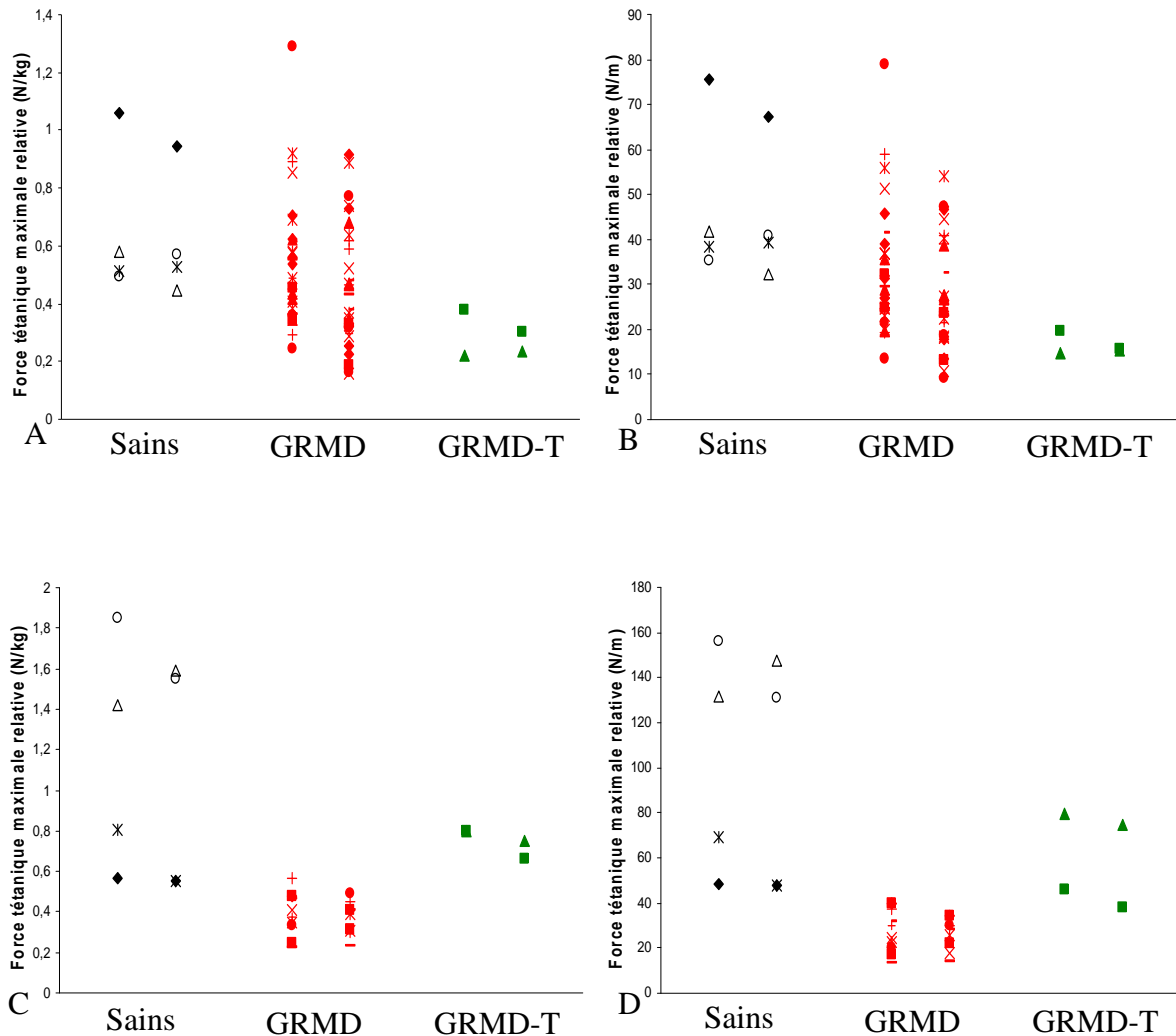 Force tétanique maximale relative (N/kg)
1,4
1,2
1
0,8
0,6
0,4
0,2
0
A
Sains
GRMD
GRMD-T
Force tétanique maximale relative (N/m)
90
80
70
60
50
40
30
20
10
0
B
Sains
GRMD
GRMD-T
Force tétanique maximale relative (N/kg)
2
1,8
1,6
1,4
1,2
1
0,8
0,6
0,4
0,2
0
C
Sains
GRMD
GRMD-T
Force tétanique maximale relative (N/m)
180
160
140
120
100
80
60
40
20
0
D
Sains
GRMD
GRMD-T